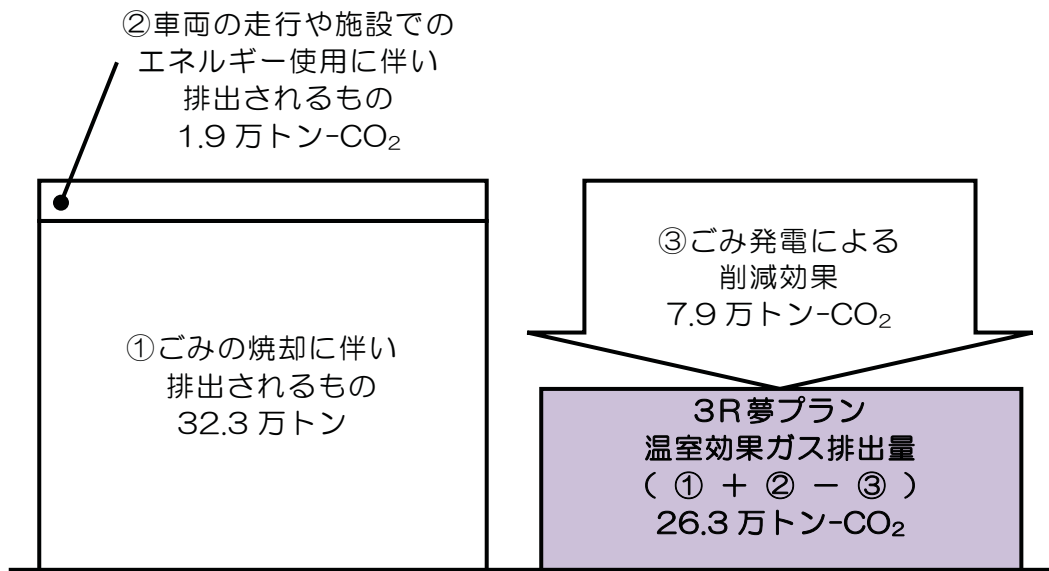 ②車両の走行や施設での
エネルギー使用に伴い
排出されるもの
1.9 万トン-CO₂
①ごみの焼却に伴い
排出されるもの
32.3 万トン
③ごみ発電による
削減効果
7.9 万トン-CO₂
3R夢プラン
温室効果ガス排出量
( ① + ② － ③ )
26.3 万トン-CO₂